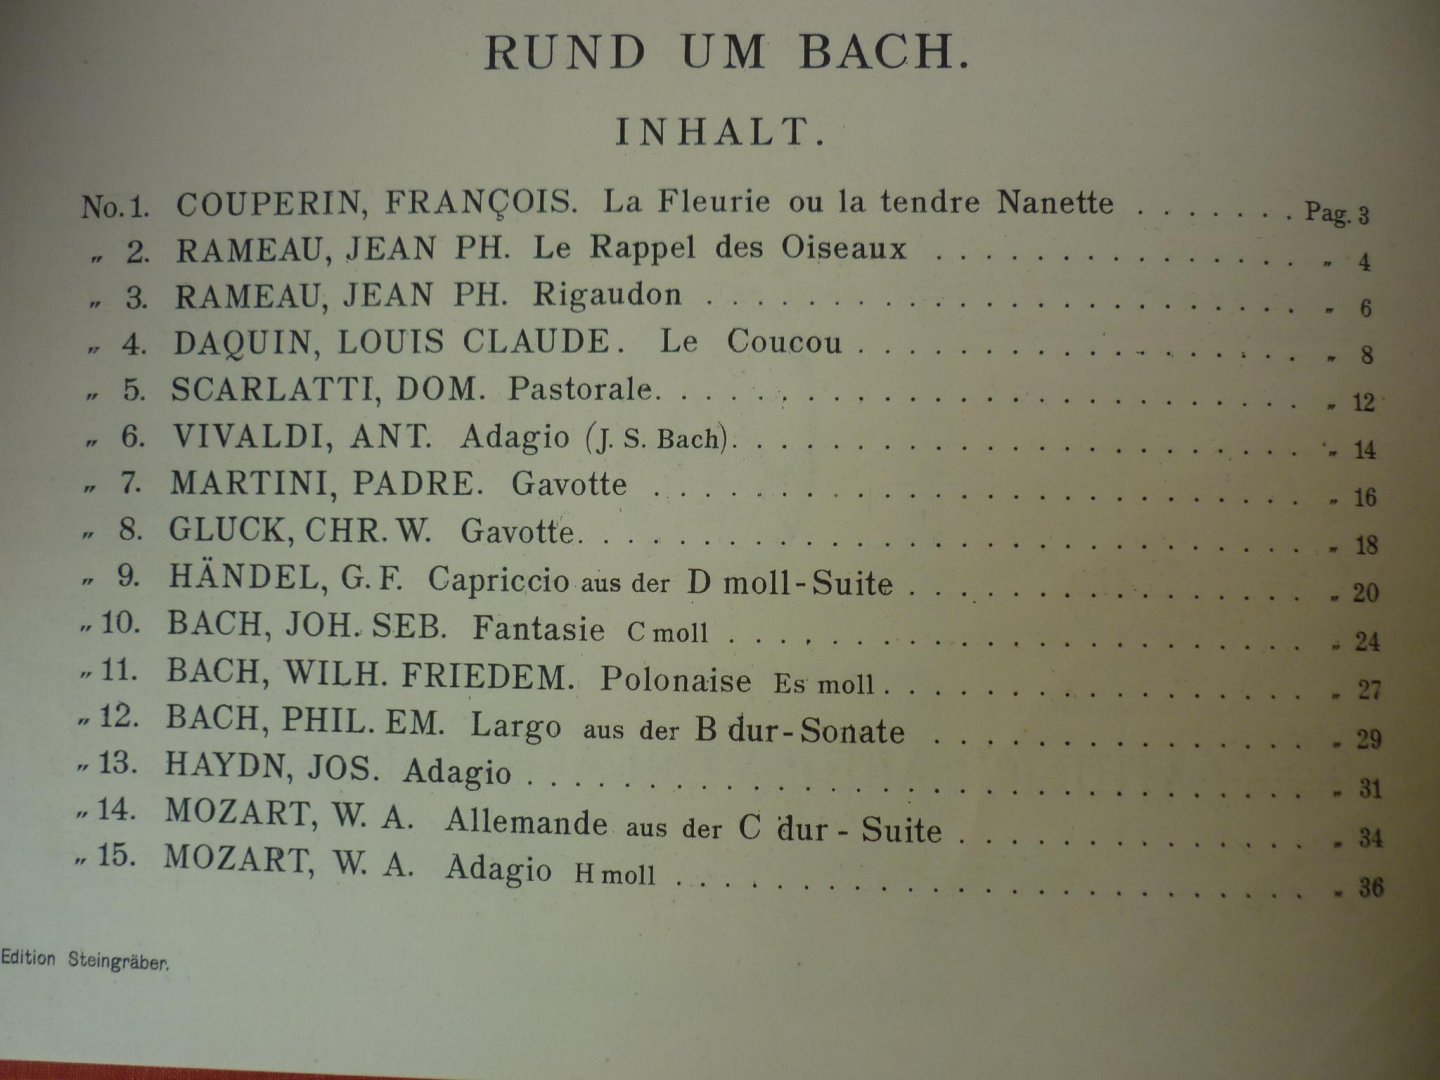 RUND UM BACH.
INHALT.
No. 1. COUPERIN, FRANÇOIS. La Fleurie ou la tendre Nanette . . . . . . . Pag. 3
„ 2. RAMEAU, JEAN PH. Le Rappel des Oiseaux . . . . . . . . . . . . . . . „ 4
„ 3. RAMEAU, JEAN PH. Rigaudon . . . . . . . . . . . . . . . . . . . . . . . . „ 6
„ 4. DAQUIN, LOUIS CLAUDE. Le Coucou . . . . . . . . . . . . . . . . . . „ 8
„ 5. SCARLATTI, DOM. Pastorale. . . . . . . . . . . . . . . . . . . . . . . . . . „ 12
„ 6. VIVALDI, ANT. Adagio (J. S. Bach). . . . . . . . . . . . . . . . . . . . . . . „ 14
„ 7. MARTINI, PADRE. Gavotte . . . . . . . . . . . . . . . . . . . . . . . . . . „ 16
„ 8. GLUCK, CHR. W. Gavotte. . . . . . . . . . . . . . . . . . . . . . . . . . . . . „ 18
„ 9. HÄNDEL, G. F. Capriccio aus der D moll-Suite . . . . . . . . . . . . . . . . „ 20
„ 10. BACH, JOH. SEB. Fantasie C moll . . . . . . . . . . . . . . . . . . . . . . . „ 24
„ 11. BACH, WILH. FRIEDEM. Polonaise Es moll . . . . . . . . . . . . . . . . . „ 27
„ 12. BACH, PHIL. EM. Largo aus der B dur-Sonate . . . . . . . . . . . . . . . „ 29
„ 13. HAYDN, JOS. Adagio . . . . . . . . . . . . . . . . . . . . . . . . . . . . . . . „ 31
„ 14. MOZART, W. A. Allemande aus der C dur - Suite . . . . . . . . . . . . . . „ 34
„ 15. MOZART, W. A. Adagio H moll . . . . . . . . . . . . . . . . . . . . . . . . . „ 36
Edition Steingräber.